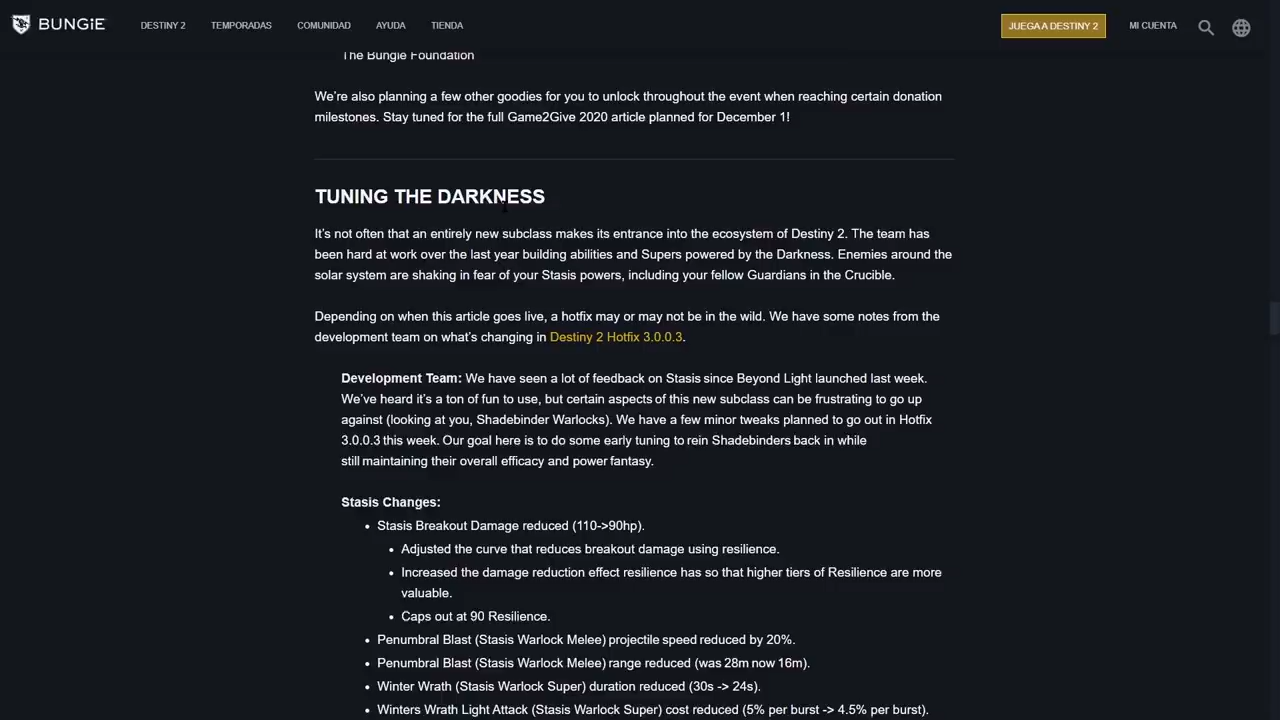 BUNGiE DESTINY 2 TEMPORADAS COMUNIDAD AYUDA TIENDA JUEGA A DESTINY 2 MI CUENTA
The Bungie Foundation
We're also planning a few other goodies for you to unlock throughout the event when reaching certain donation
milestones. Stay tuned for the full Game2Give 2020 article planned for December 1!
TUNING THE DARKNESS
It's not often that an entirely new subclass makes its entrance into the ecosystem of Destiny 2. The team has
been hard at work over the last year building abilities and Supers powered by the Darkness. Enemies around the
solar system are shaking in fear of your Stasis powers, including your fellow Guardians in the Crucible.
Depending on when this article goes live, a hotfix may or may not be in the wild. We have some notes from the
development team on what's changing in Destiny 2 Hotfix 3.0.0.3.
Development Team: We have seen a lot of feedback on Stasis since Beyond Light launched last week.
We've heard it's a ton of fun to use, but certain aspects of this new subclass can be frustrating to go up
against (looking at you, Shadebinder Warlocks). We have a few minor tweaks planned to go out in Hotfix
3.0.0.3 this week. Our goal here is to do some early tuning to rein Shadebinders back in while
still maintaining their overall efficacy and power fantasy.
Stasis Changes:
• Stasis Breakout Damage reduced (110->90hp).
• Adjusted the curve that reduces breakout damage using resilience.
• Increased the damage reduction effect resilience has so that higher tiers of Resilience are more
valuable.
• Caps out at 90 Resilience.
• Penumbral Blast (Stasis Warlock Melee) projectile speed reduced by 20%.
• Penumbral Blast (Stasis Warlock Melee) range reduced (was 28m now 16m).
• Winter Wrath (Stasis Warlock Super) duration reduced (30s -> 24s).
• Winters Wrath Light Attack (Stasis Warlock Super) cost reduced (5% per burst -> 4.5% per burst).